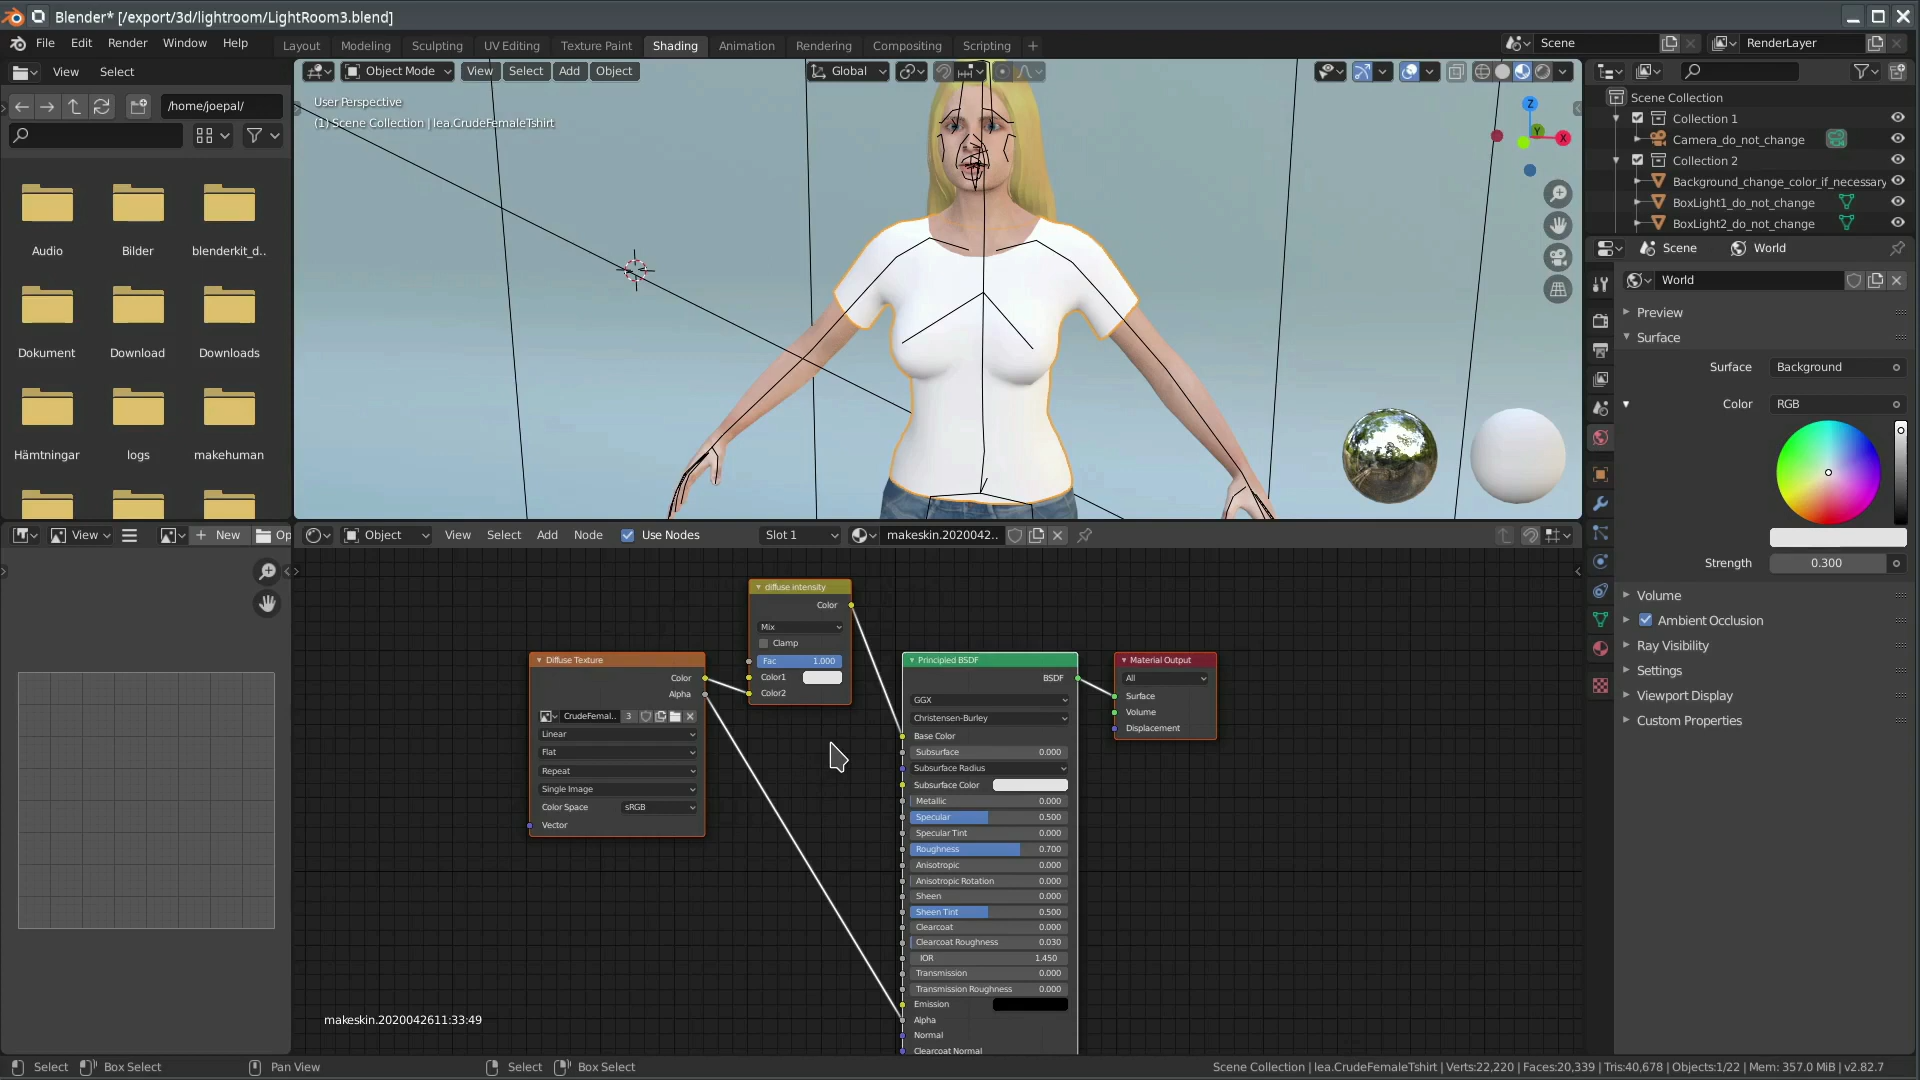 Blender* [/export/3d/lightroom/LightRoom3.blend]
File Edit Render Window Help
Layout Modeling Sculpting UV Editing Texture Paint Shading Animation Rendering Compositing Scripting +
Scene
RenderLayer
View Select
/home/joepal/
Audio Bilder blenderkit_d..
Dokument Download Downloads
Hämtningar logs makehuman
Object Mode View Select Add Object
Global
User Perspective
(1) Scene Collection | lea.CrudeFemaleTshirt
Z
Y
X
Scene Collection
Collection 1
Camera_do_not_change
Collection 2
Background_change_color_if_necessary
BoxLight1_do_not_change
BoxLight2_do_not_change
Scene World
World
Preview
Surface
Surface Background
Color RGB
Strength 0.300
Volume
Ambient Occlusion
Ray Visibility
Settings
Viewport Display
Custom Properties
View + New Op
Object View Select Add Node Use Nodes Slot 1 makeskin.2020042..
diffuse intensity
Color
Mix
Clamp
Fac 1.000
Color1
Color2
Diffuse Texture
Color
Alpha
CrudeFemal.. 3
Linear
Flat
Repeat
Single Image
Color Space sRGB
Vector
Principled BSDF
BSDF
GGX
Christensen-Burley
Base Color
Subsurface 0.000
Subsurface Radius
Subsurface Color
Metallic 0.000
Specular 0.500
Specular Tint 0.000
Roughness 0.700
Anisotropic 0.000
Anisotropic Rotation 0.000
Sheen 0.000
Sheen Tint 0.500
Clearcoat 0.000
Clearcoat Roughness 0.030
IOR 1.450
Transmission 0.000
Transmission Roughness 0.000
Emission
Alpha
Normal
Clearcoat Normal
Material Output
All
Surface
Volume
Displacement
makeskin.2020042611:33:49
Select Box Select Pan View Select Box Select
Scene Collection | lea.CrudeFemaleTshirt | Verts:22,220 | Faces:20,339 | Tris:40,678 | Objects:1/22 | Mem: 357.0 MiB | v2.82.7